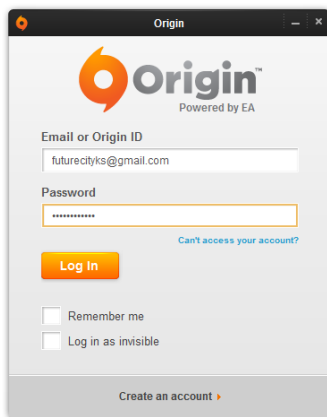 Origin
Origin™
Powered by EA
Email or Origin ID
futurecityks@gmail.com
Password
••••••••••••
Can't access your account?
Log In
Remember me
Log in as invisible
Create an account